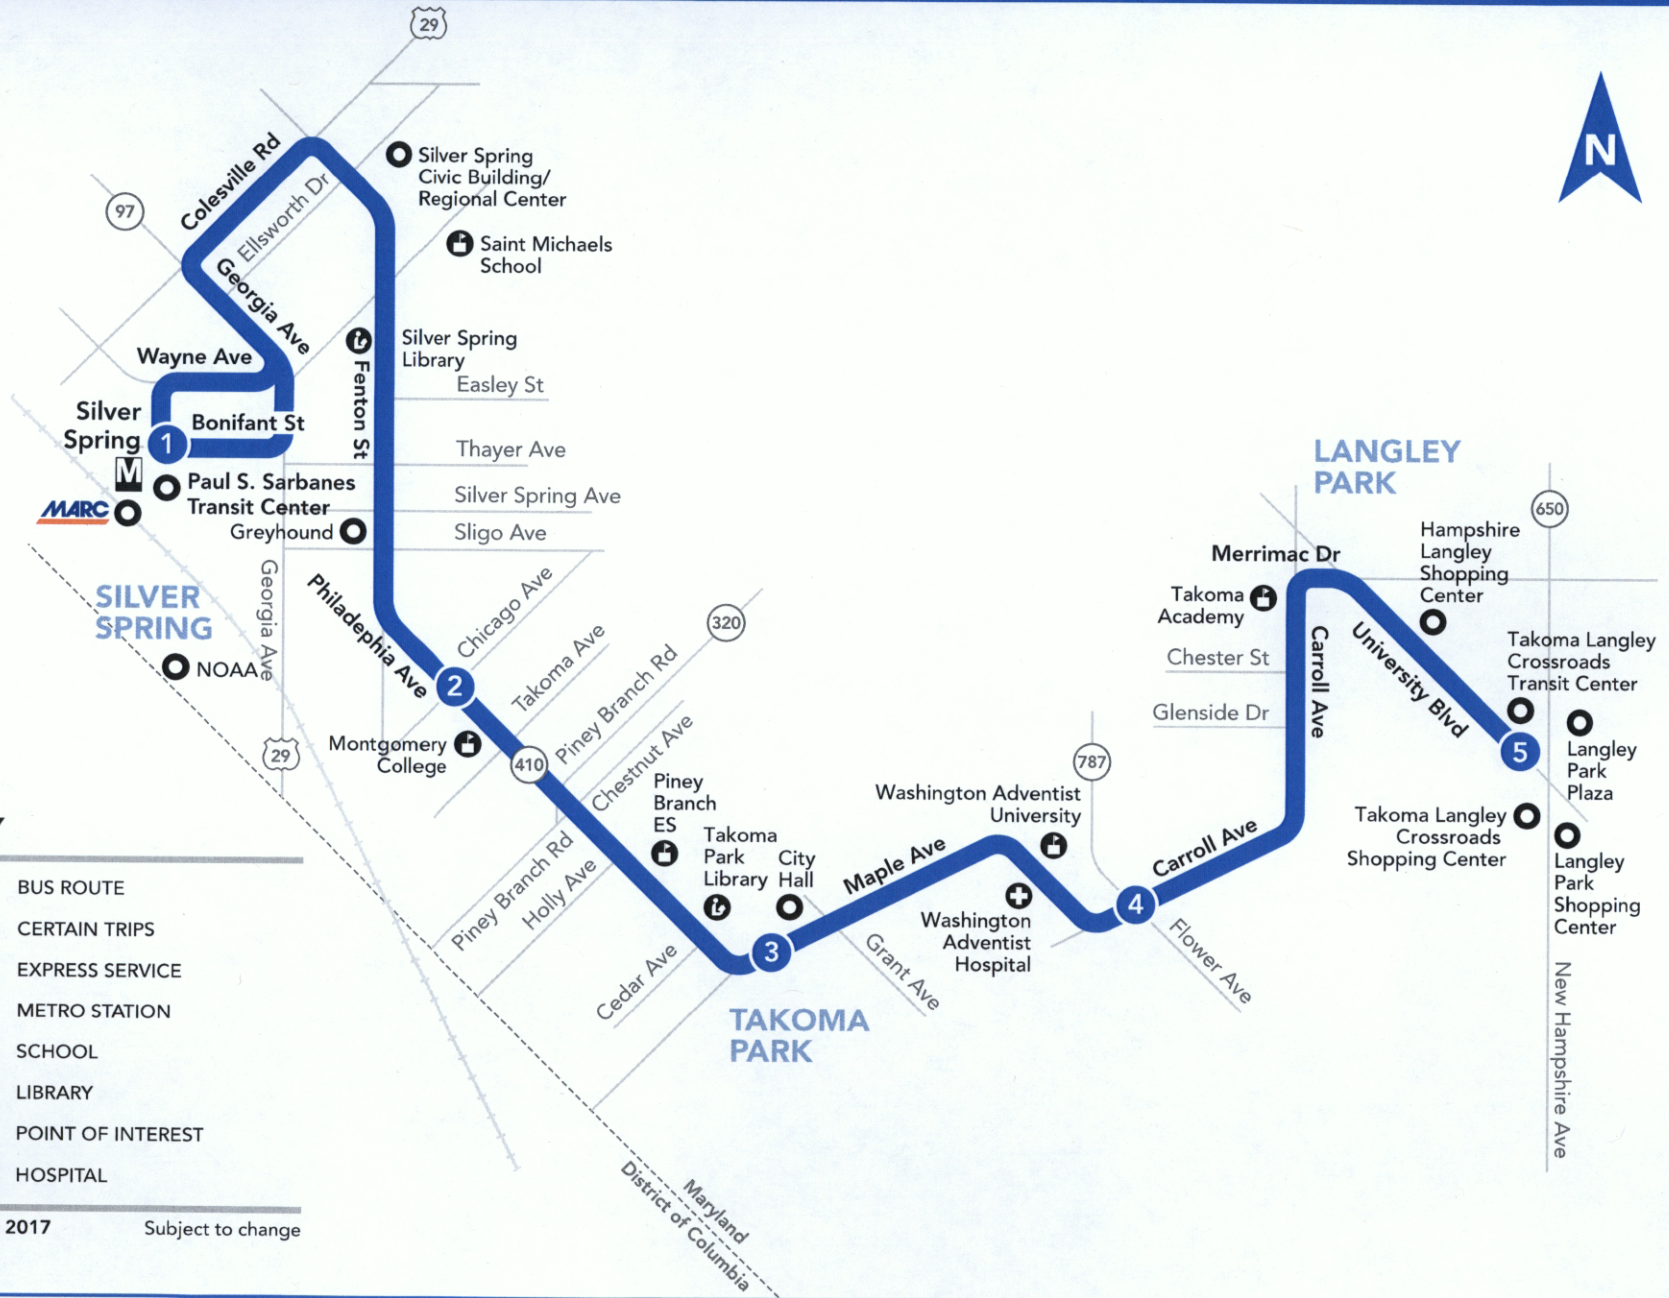 29
N
Colesville Rd
Silver Spring
Civic Building/
Regional Center
97
Ellsworth Dr
Saint Michaels
School
Georgia Ave
Silver Spring
Library
Wayne Ave
Fenton St
Easley St
Silver
Spring
1
Bonifant St
Thayer Ave
M
MARC
Paul S. Sarbanes
Transit Center
Silver Spring Ave
Greyhound
Sligo Ave
SILVER
SPRING
Georgia Ave
NOAA
Philadephia Ave
Chicago Ave
2
Takoma Ave
320
Piney Branch Rd
29
Montgomery
College
410
Chestnut Ave
Piney
Branch
ES
Piney Branch Rd
Holly Ave
Takoma
Park
Library
City
Hall
Cedar Ave
3
TAKOMA
PARK
Maple Ave
Grant Ave
Washington Adventist
University
787
Washington
Adventist
Hospital
4
Carroll Ave
Flower Ave
LANGLEY
PARK
650
Merrimac Dr
Hampshire
Langley
Shopping
Center
Takoma
Academy
Chester St
Glenside Dr
Carroll Ave
University Blvd
Takoma Langley
Crossroads
Transit Center
5
Langley
Park
Plaza
Takoma Langley
Crossroads
Shopping Center
Langley
Park
Shopping
Center
New Hampshire Ave
Maryland
District of Columbia
BUS ROUTE
CERTAIN TRIPS
EXPRESS SERVICE
METRO STATION
SCHOOL
LIBRARY
POINT OF INTEREST
HOSPITAL
2017
Subject to change